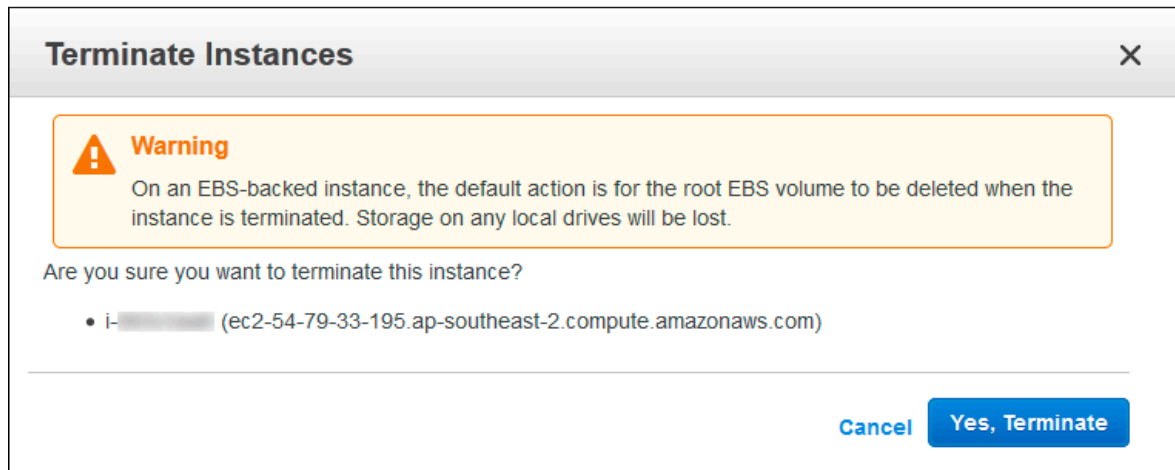 Terminate Instances
Warning
On an EBS-backed instance, the default action is for the root EBS volume to be deleted when the
instance is terminated. Storage on any local drives will be lost.
Are you sure you want to terminate this instance?
• i- (ec2-54-79-33-195.ap-southeast-2.compute.amazonaws.com)
Cancel Yes, Terminate